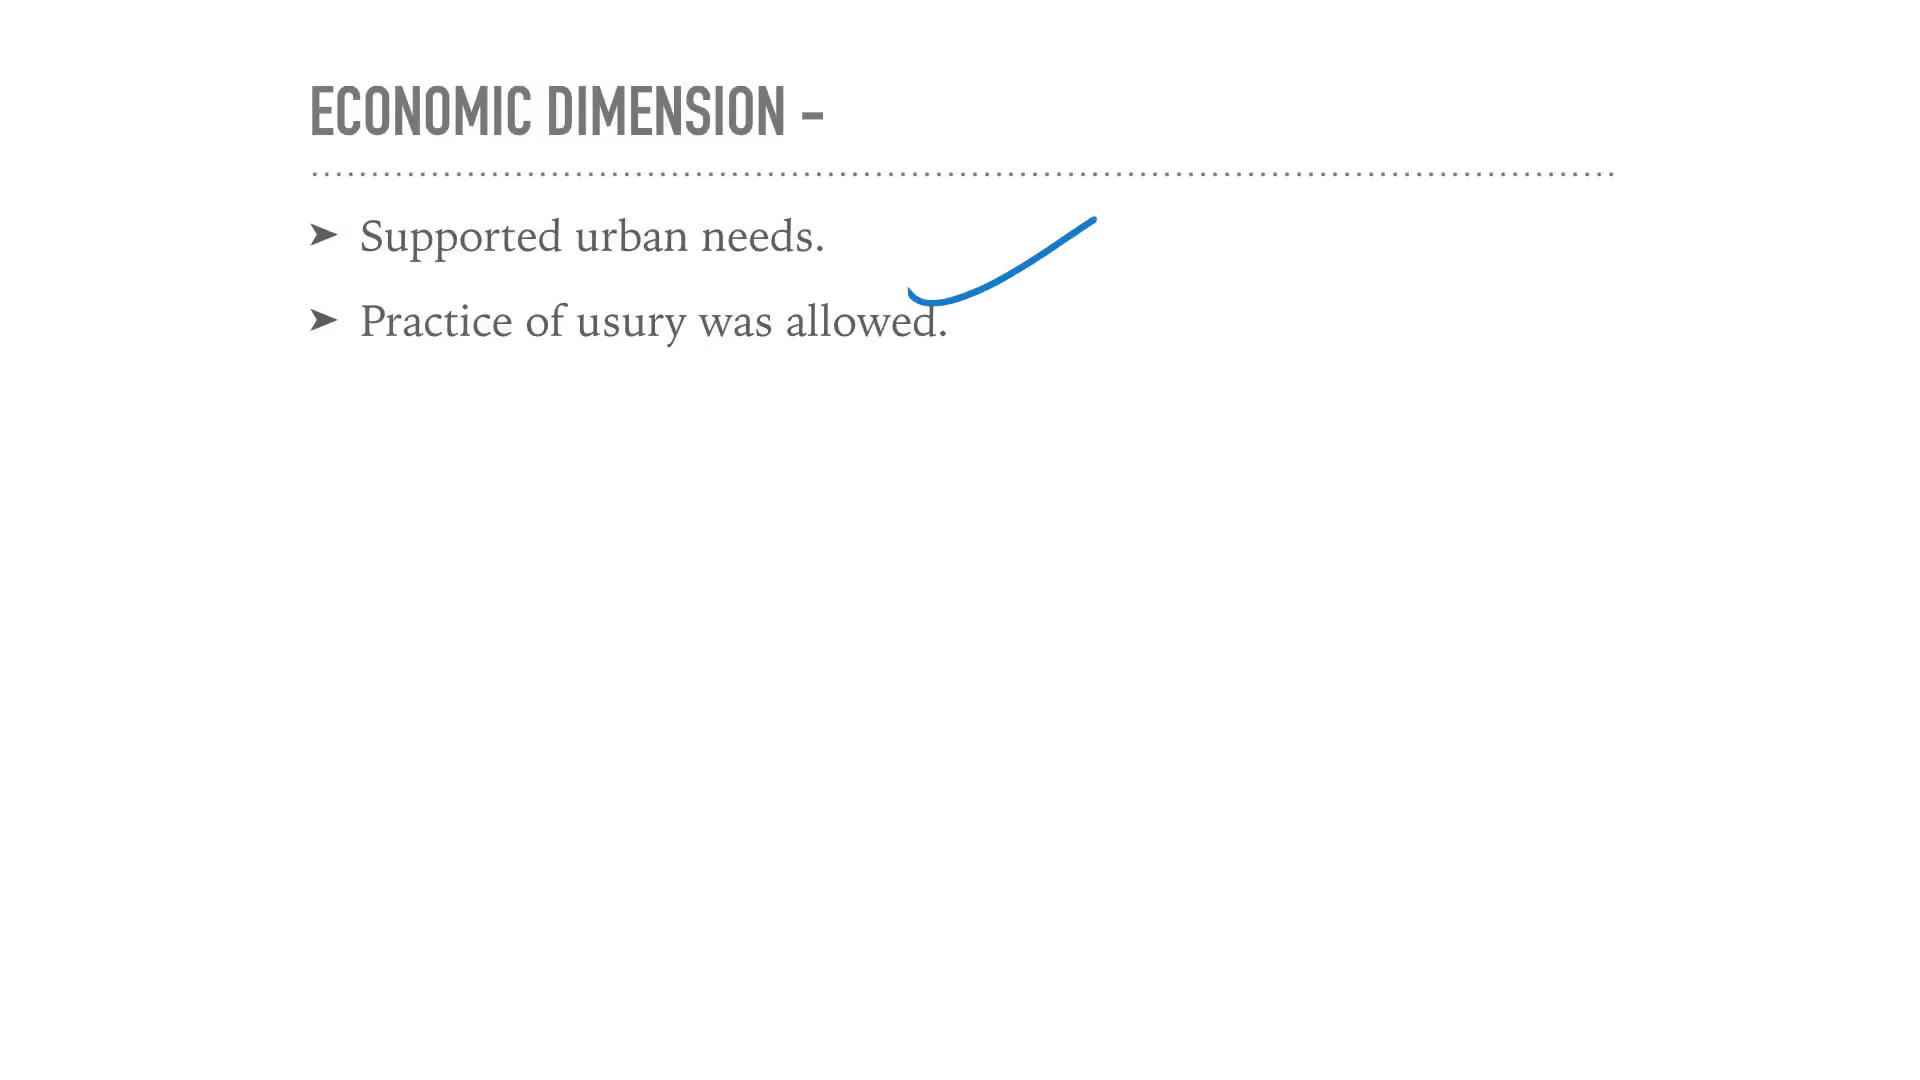 ECONOMIC DIMENSION –
➤ Supported urban needs.
➤ Practice of usury was allowed.